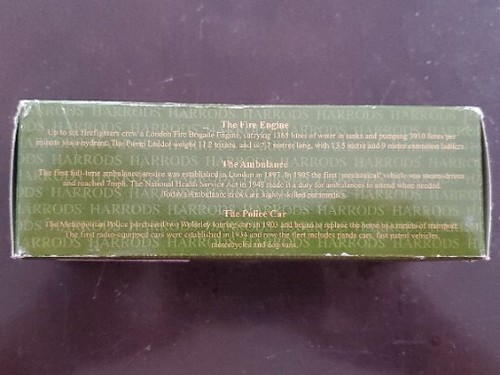 The Fire Engine
Up to six firefighters crew a London Fire Brigade Engine, carrying 1365 litres of water in tanks and pumping 3910 litres per
minute via a hydrant. The Pump Ladder weighs 11.2 tonnes, and is 7.7 metres long, with 13.5 metre and 9 metre extension ladders.
The Ambulance
The first full-time ambulance service was established in London in 1897. In 1905 the first 'mechanical' vehicle was steam driven
and reached 7mph. The National Health Service Act in 1948 made it a duty for ambulances to attend when needed.
Today's Ambulance crews are highly-skilled paramedics.
The Police Car
The Metropolitan Police purchased two Wolseley touring cars in 1903 and began to replace the horse as a means of transport.
The first radio-equipped cars were established in 1934 and now the fleet includes panda cars, fast patrol vehicles,
motorcycles and dog vans.
HARRODS HARRODS HARRODS HARRODS